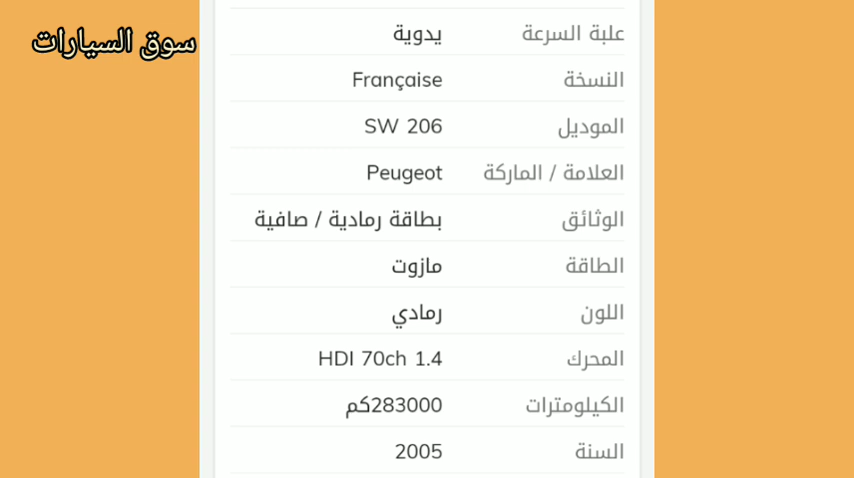 سوق السيارات
علبة السرعة يدوية
النسخة Française
الموديل 206 SW
العلامة / الماركة Peugeot
الوثائق بطاقة رمادية / صافية
الطاقة مازوت
اللون رمادي
المحرك 1.4 HDI 70ch
الكيلومترات 283000كم
السنة 2005